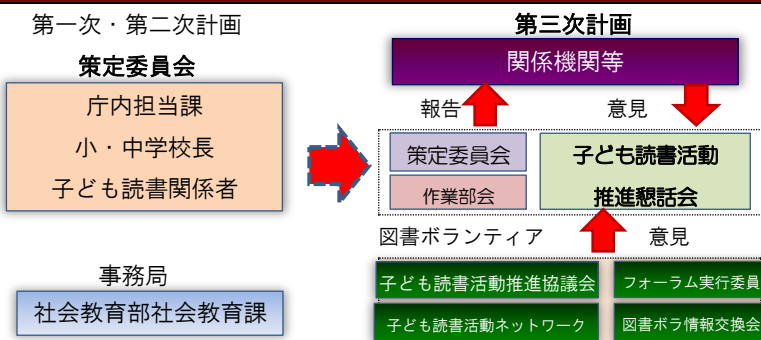 第一次・第二次計画
策定委員会
庁内担当課
小・中学校長
子ども読書関係者
事務局
社会教育部社会教育課
第三次計画
関係機関等
報告
意見
策定委員会
作業部会
子ども読書活動
推進懇話会
図書ボランティア
意見
子ども読書活動推進協議会
フォーラム実行委員
子ども読書活動ネットワーク
図書ボラ情報交換会